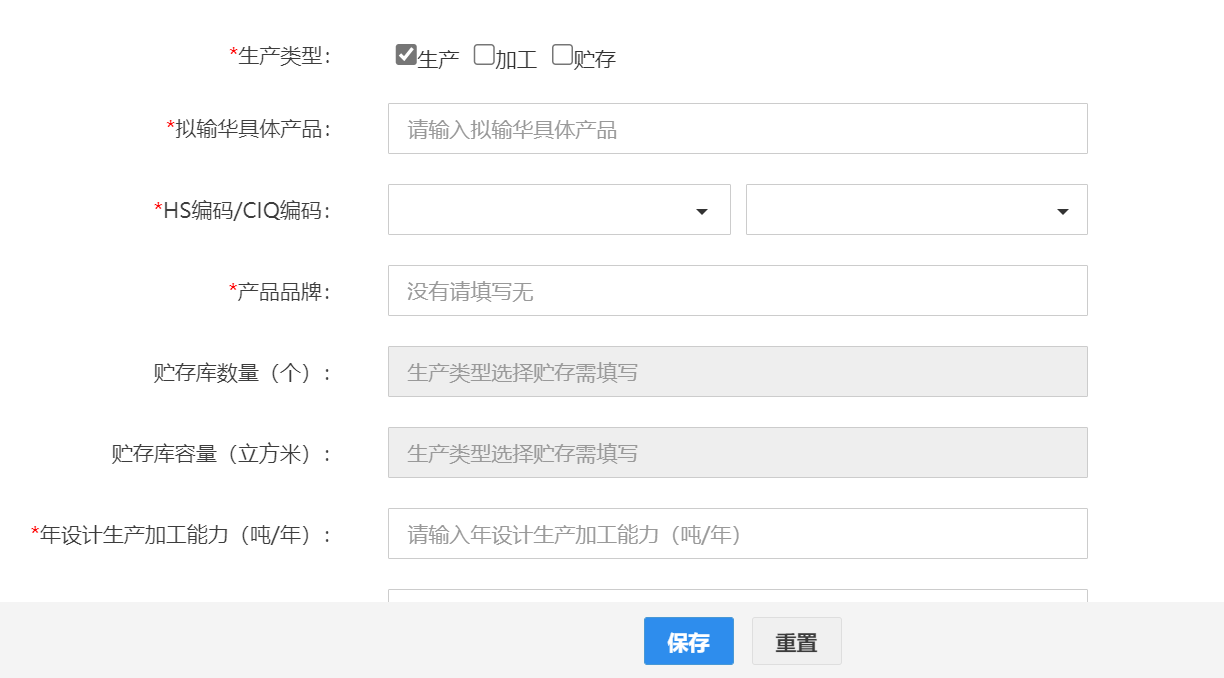 *生产类型： 生产 加工 贮存
*拟输华具体产品： 请输入拟输华具体产品
*HS编码/CIQ编码：
*产品品牌： 没有请填写无
贮存库数量（个）： 生产类型选择贮存需填写
贮存库容量（立方米）： 生产类型选择贮存需填写
*年设计生产加工能力（吨/年）： 请输入年设计生产加工能力（吨/年）
保存 重置